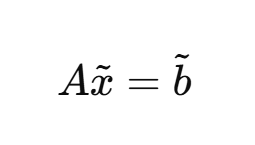 Ax̃ = b̃